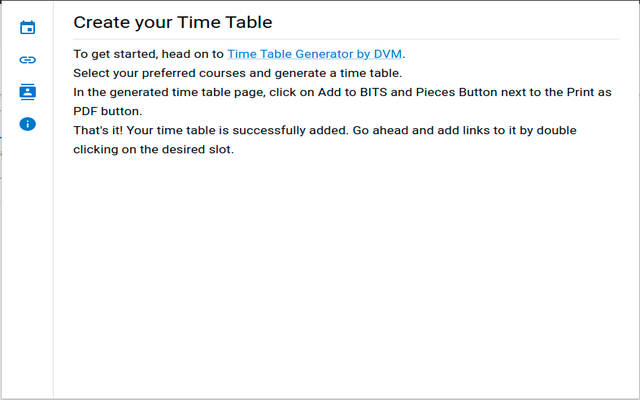 Create your Time Table
To get started, head on to Time Table Generator by DVM.
Select your preferred courses and generate a time table.
In the generated time table page, click on Add to BITS and Pieces Button next to the Print as
PDF button.
That's it! Your time table is successfully added. Go ahead and add links to it by double
clicking on the desired slot.